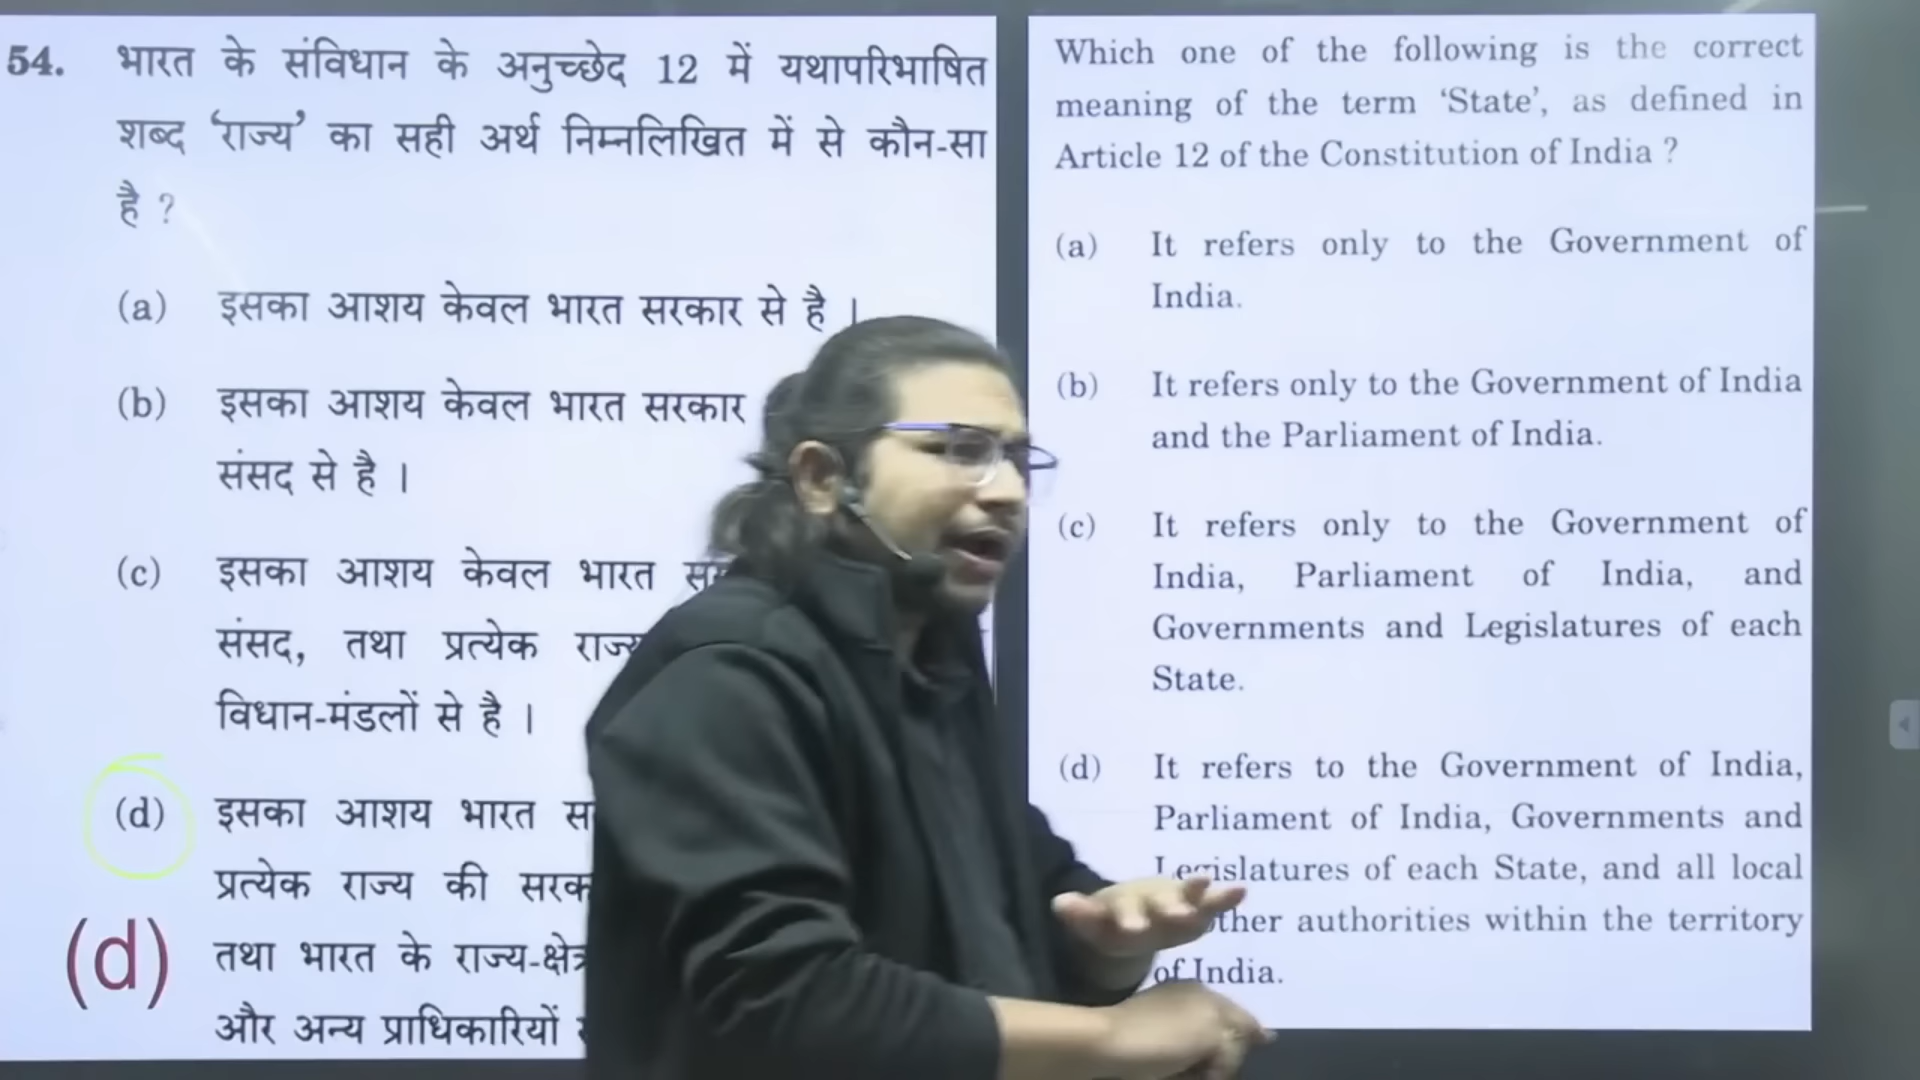 54. भारत के संविधान के अनुच्छेद 12 में यथापरिभाषित
शब्द ‘राज्य’ का सही अर्थ निम्नलिखित में से कौन-सा
है ?
(a) इसका आशय केवल भारत सरकार से है ।
(b) इसका आशय केवल भारत सरकार
संसद से है ।
(c) इसका आशय केवल भारत
संसद, तथा प्रत्येक राज्य
विधान-मंडलों से है ।
(d) इसका आशय भारत
प्रत्येक राज्य की
(d) तथा भारत के
और अन्य प्राधिकारियों
Which one of the following is the correct
meaning of the term ‘State’, as defined in
Article 12 of the Constitution of India ?
(a) It refers only to the Government of
India.
(b) It refers only to the Government of India
and the Parliament of India.
(c) It refers only to the Government of
India, Parliament of India, and
Governments and Legislatures of each
State.
(d) It refers to the Government of India,
Parliament of India, Governments and
Legislatures of each State, and all local
other authorities within the territory
of India.